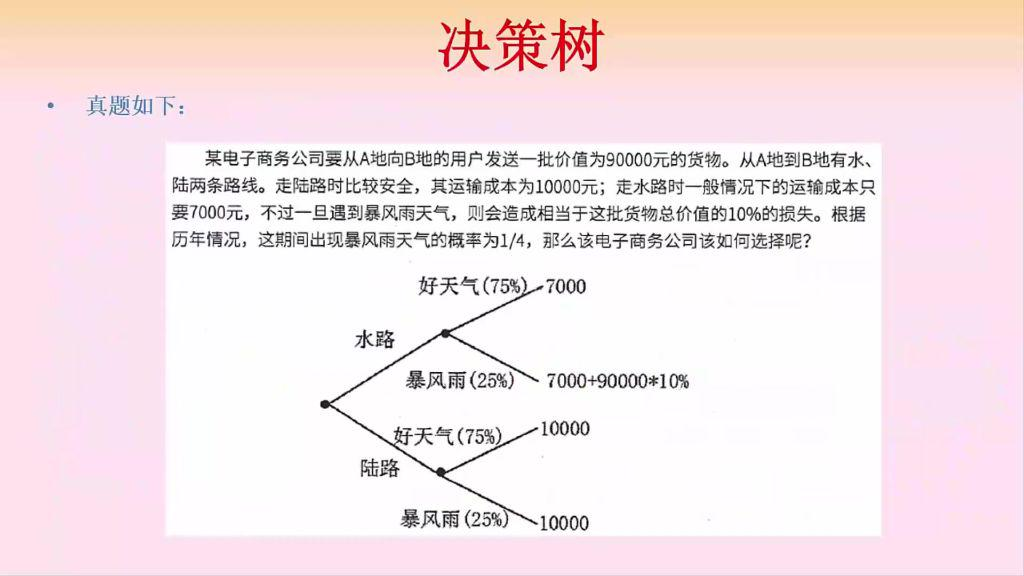 决策树
• 真题如下：
某电子商务公司要从A地向B地的用户发送一批价值为90000元的货物。从A地到B地有水、
陆两条路线。走陆路时比较安全，其运输成本为10000元；走水路时一般情况下的运输成本只
要7000元，不过一旦遇到暴风雨天气，则会造成相当于这批货物总价值的10%的损失。根据
历年情况，这期间出现暴风雨天气的概率为1/4，那么该电子商务公司该如何选择呢？
好天气(75%) 7000
水路
暴风雨(25%) 7000+90000*10%
好天气(75%) 10000
陆路
暴风雨(25%) 10000